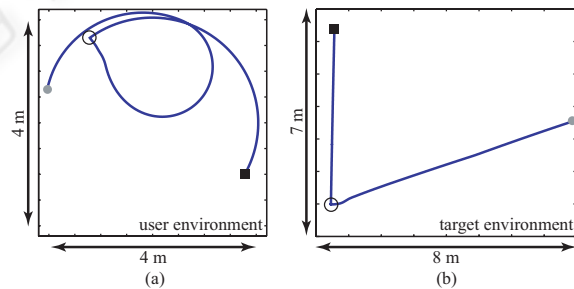 4 m
user environment
4 m
(a)
7 m
target environment
8 m
(b)